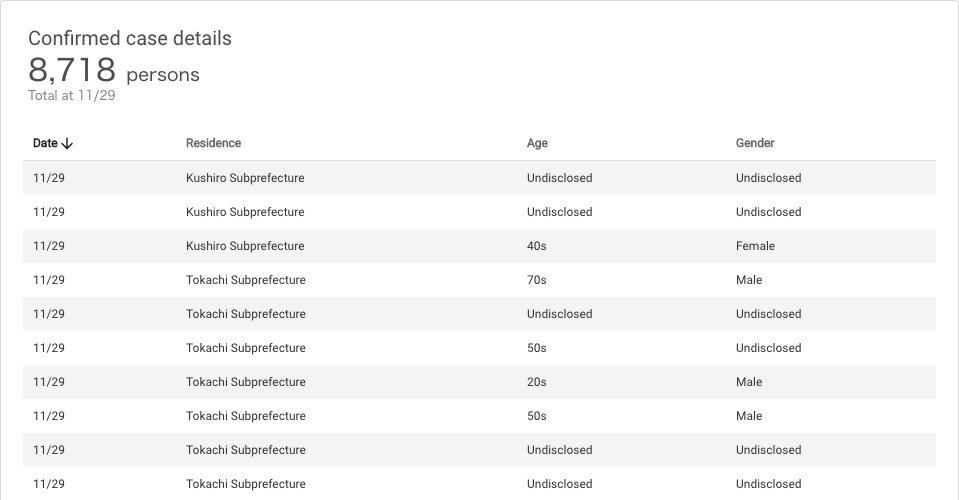 Confirmed case details
8,718 persons
Total at 11/29
Date Residence Age Gender
11/29 Kushiro Subprefecture Undisclosed Undisclosed
11/29 Kushiro Subprefecture Undisclosed Undisclosed
11/29 Kushiro Subprefecture 40s Female
11/29 Tokachi Subprefecture 70s Male
11/29 Tokachi Subprefecture Undisclosed Undisclosed
11/29 Tokachi Subprefecture 50s Undisclosed
11/29 Tokachi Subprefecture 20s Male
11/29 Tokachi Subprefecture 50s Male
11/29 Tokachi Subprefecture Undisclosed Undisclosed
11/29 Tokachi Subprefecture Undisclosed Undisclosed